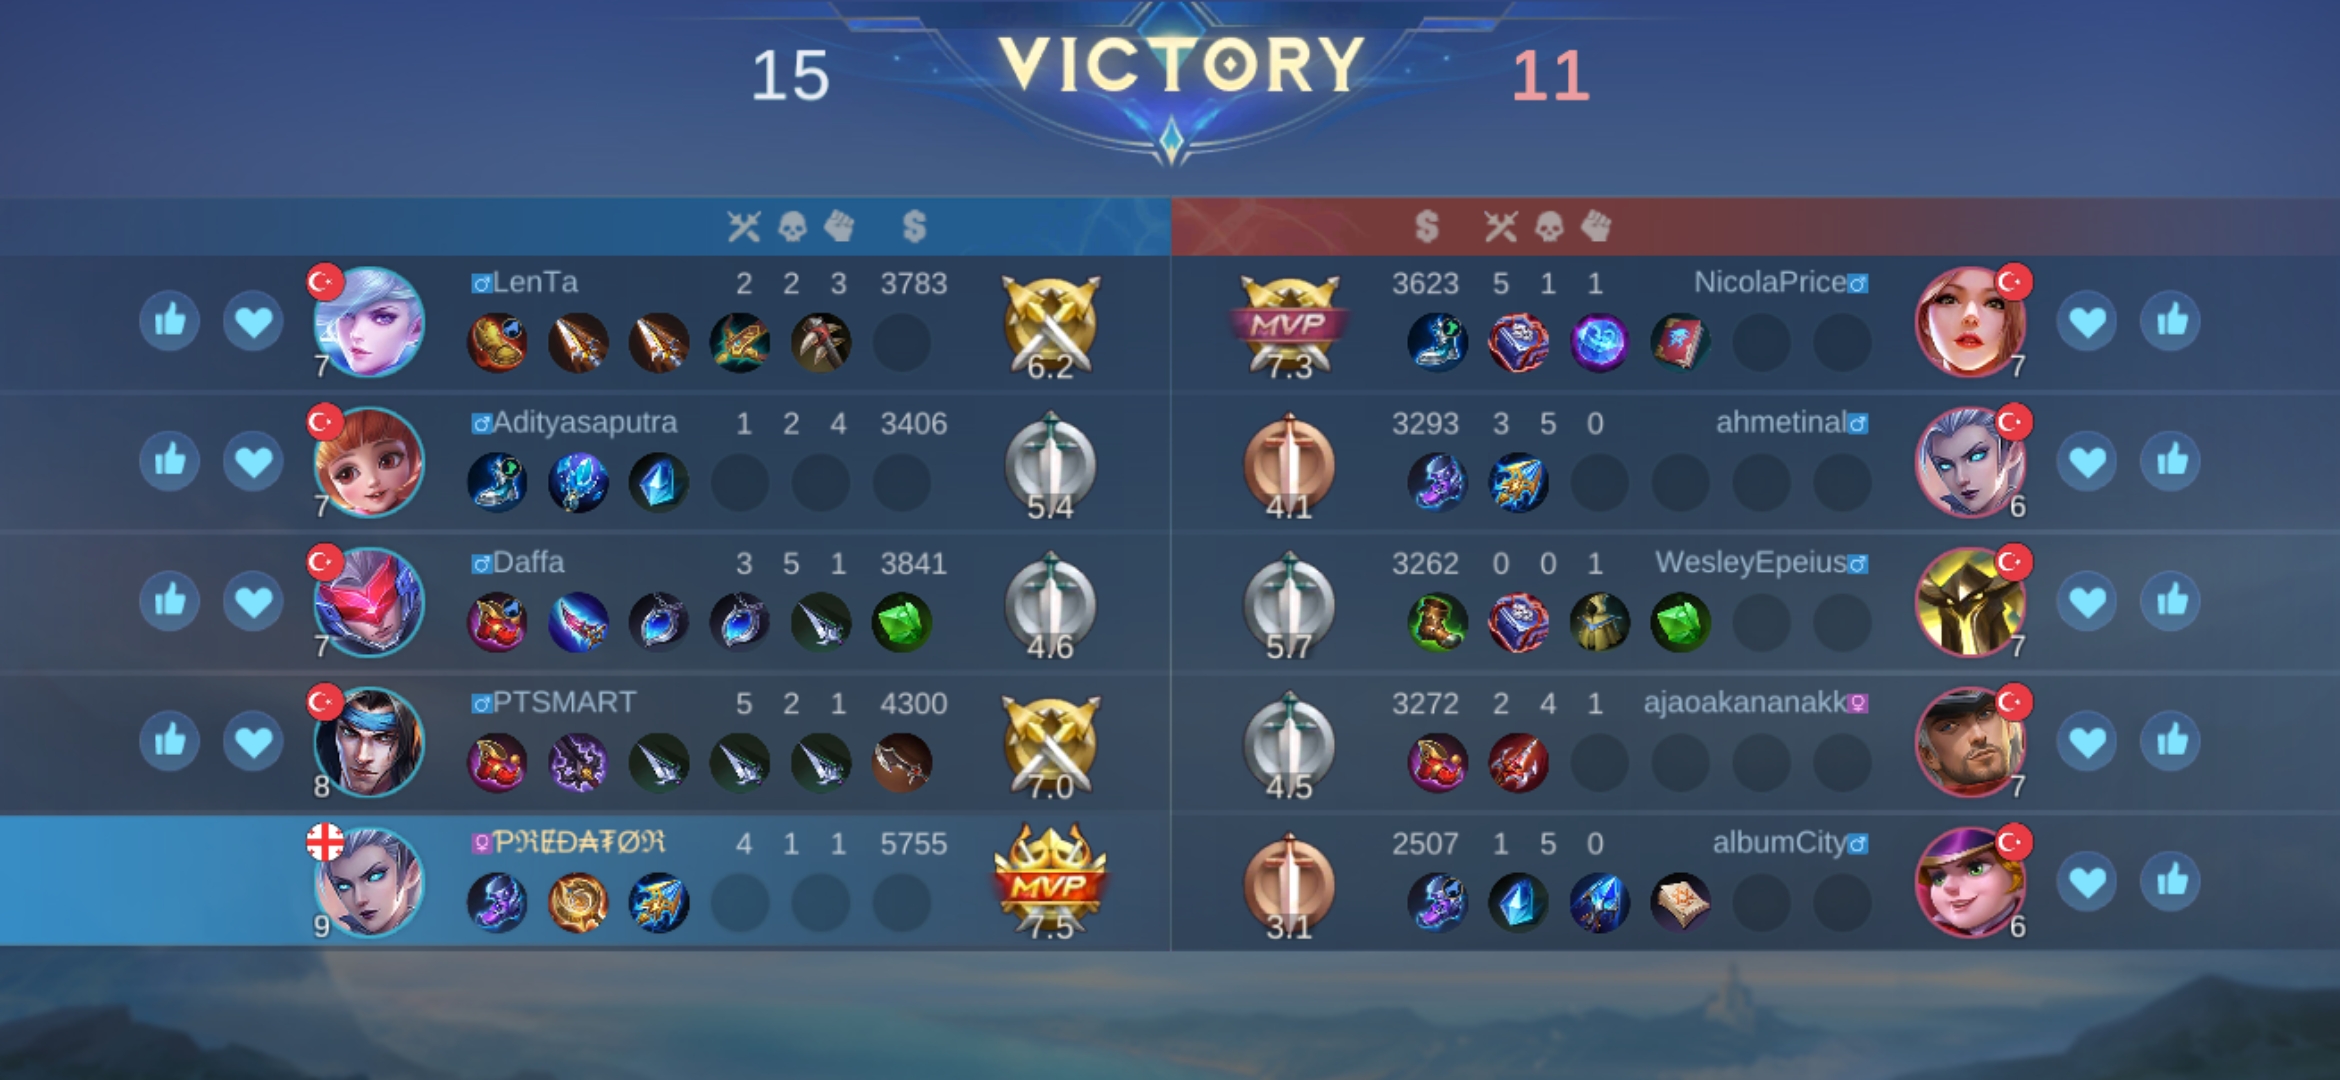 15 VICTORY 11
LenTa 2 2 3 3783
7 6.2
Adityasaputra 1 2 4 3406
7 5.4
Daffa 3 5 1 3841
7 4.6
PTSMART 5 2 1 4300
8 7.0
ƤℜɆĐ₳₮Øℜ 4 1 1 5755
9 MVP 7.5
3623 5 1 1 NicolaPrice
MVP 7.3 7
3293 3 5 0 ahmetinal
4.1 6
3262 0 0 1 WesleyEpeius
5.7 7
3272 2 4 1 ajaoakananakk
4.5 7
2507 1 5 0 albumCity
3.1 6